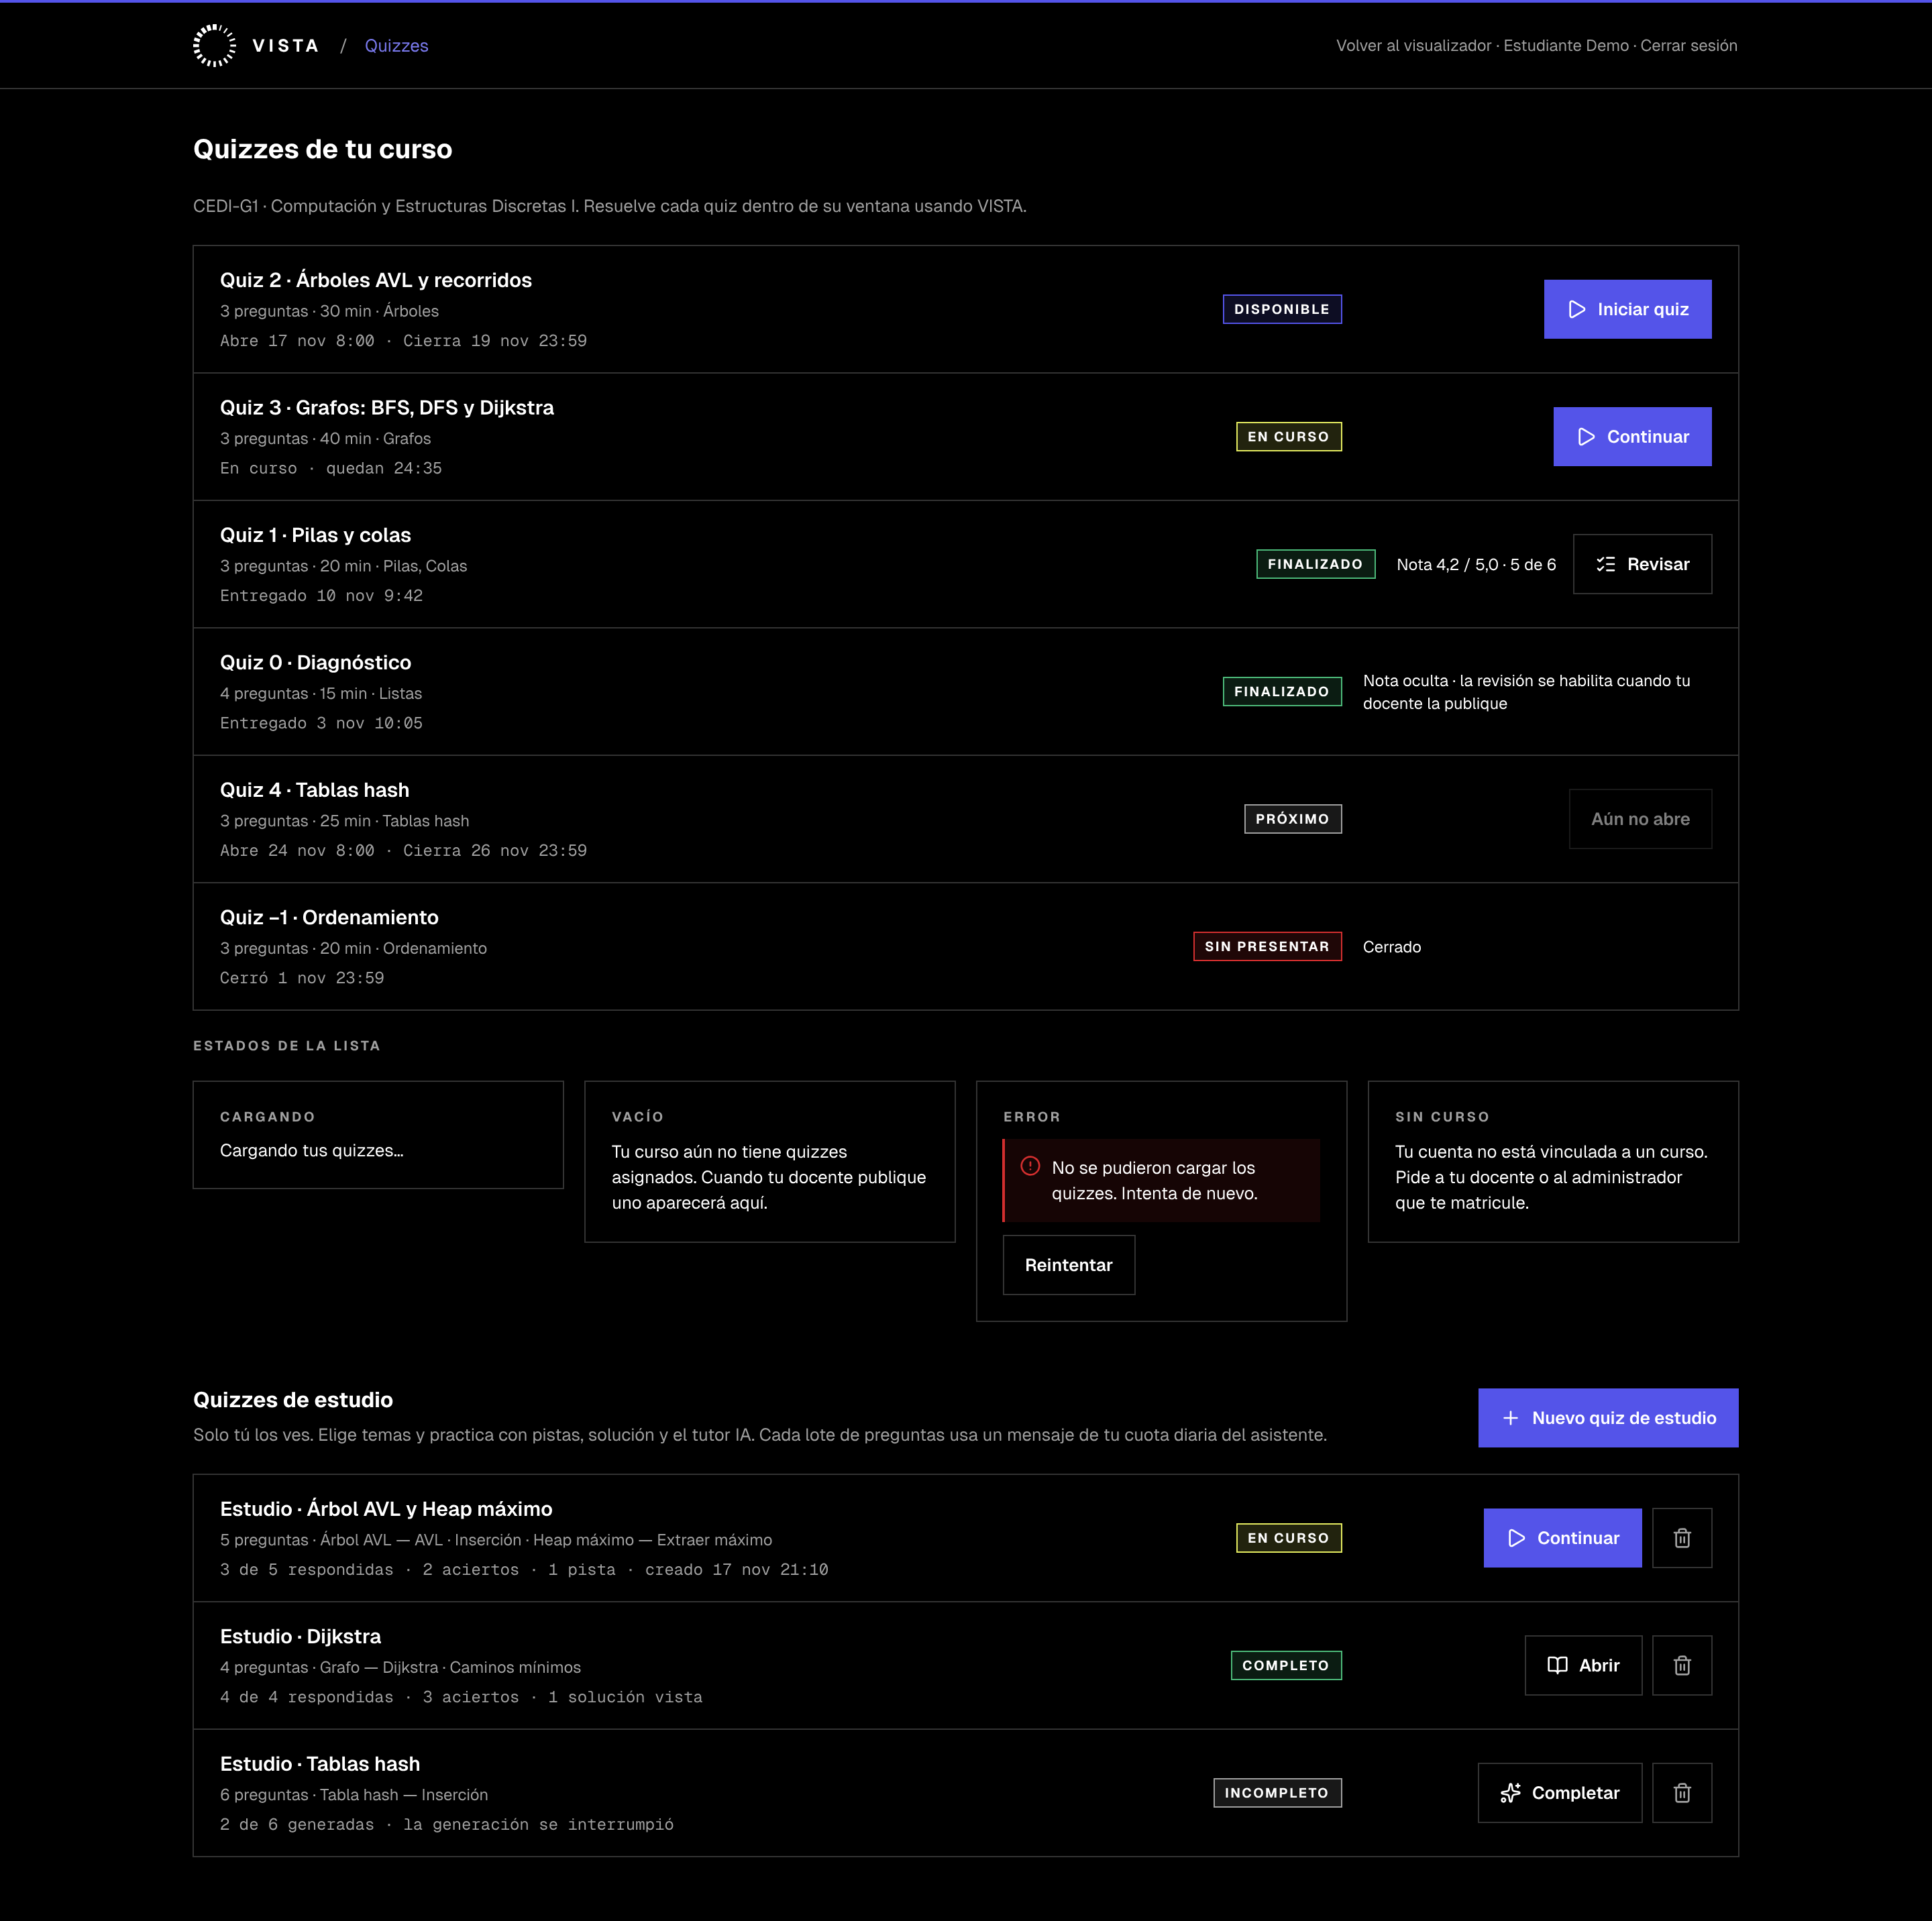 VISTA / Quizzes
Volver al visualizador · Estudiante Demo · Cerrar sesión
Quizzes de tu curso
CEDI-G1 · Computación y Estructuras Discretas I. Resuelve cada quiz dentro de su ventana usando VISTA.
Quiz 2 · Árboles AVL y recorridos
3 preguntas · 30 min · Árboles
Abre 17 nov 8:00 · Cierra 19 nov 23:59
DISPONIBLE
Iniciar quiz
Quiz 3 · Grafos: BFS, DFS y Dijkstra
3 preguntas · 40 min · Grafos
En curso · quedan 24:35
EN CURSO
Continuar
Quiz 1 · Pilas y colas
3 preguntas · 20 min · Pilas, Colas
Entregado 10 nov 9:42
FINALIZADO
Nota 4,2 / 5,0 · 5 de 6
Revisar
Quiz 0 · Diagnóstico
4 preguntas · 15 min · Listas
Entregado 3 nov 10:05
FINALIZADO
Nota oculta · la revisión se habilita cuando tu
docente la publique
Quiz 4 · Tablas hash
3 preguntas · 25 min · Tablas hash
Abre 24 nov 8:00 · Cierra 26 nov 23:59
PRÓXIMO
Aún no abre
Quiz −1 · Ordenamiento
3 preguntas · 20 min · Ordenamiento
Cerró 1 nov 23:59
SIN PRESENTAR
Cerrado
ESTADOS DE LA LISTA
CARGANDO
Cargando tus quizzes…
VACÍO
Tu curso aún no tiene quizzes
asignados. Cuando tu docente publique
uno aparecerá aquí.
ERROR
No se pudieron cargar los
quizzes. Intenta de nuevo.
Reintentar
SIN CURSO
Tu cuenta no está vinculada a un curso.
Pide a tu docente o al administrador
que te matricule.
Quizzes de estudio
Solo tú los ves. Elige temas y practica con pistas, solución y el tutor IA. Cada lote de preguntas usa un mensaje de tu cuota diaria del asistente.
Nuevo quiz de estudio
Estudio · Árbol AVL y Heap máximo
5 preguntas · Árbol AVL — AVL · Inserción · Heap máximo — Extraer máximo
3 de 5 respondidas · 2 aciertos · 1 pista · creado 17 nov 21:10
EN CURSO
Continuar
Estudio · Dijkstra
4 preguntas · Grafo — Dijkstra · Caminos mínimos
4 de 4 respondidas · 3 aciertos · 1 solución vista
COMPLETO
Abrir
Estudio · Tablas hash
6 preguntas · Tabla hash — Inserción
2 de 6 generadas · la generación se interrumpió
INCOMPLETO
Completar